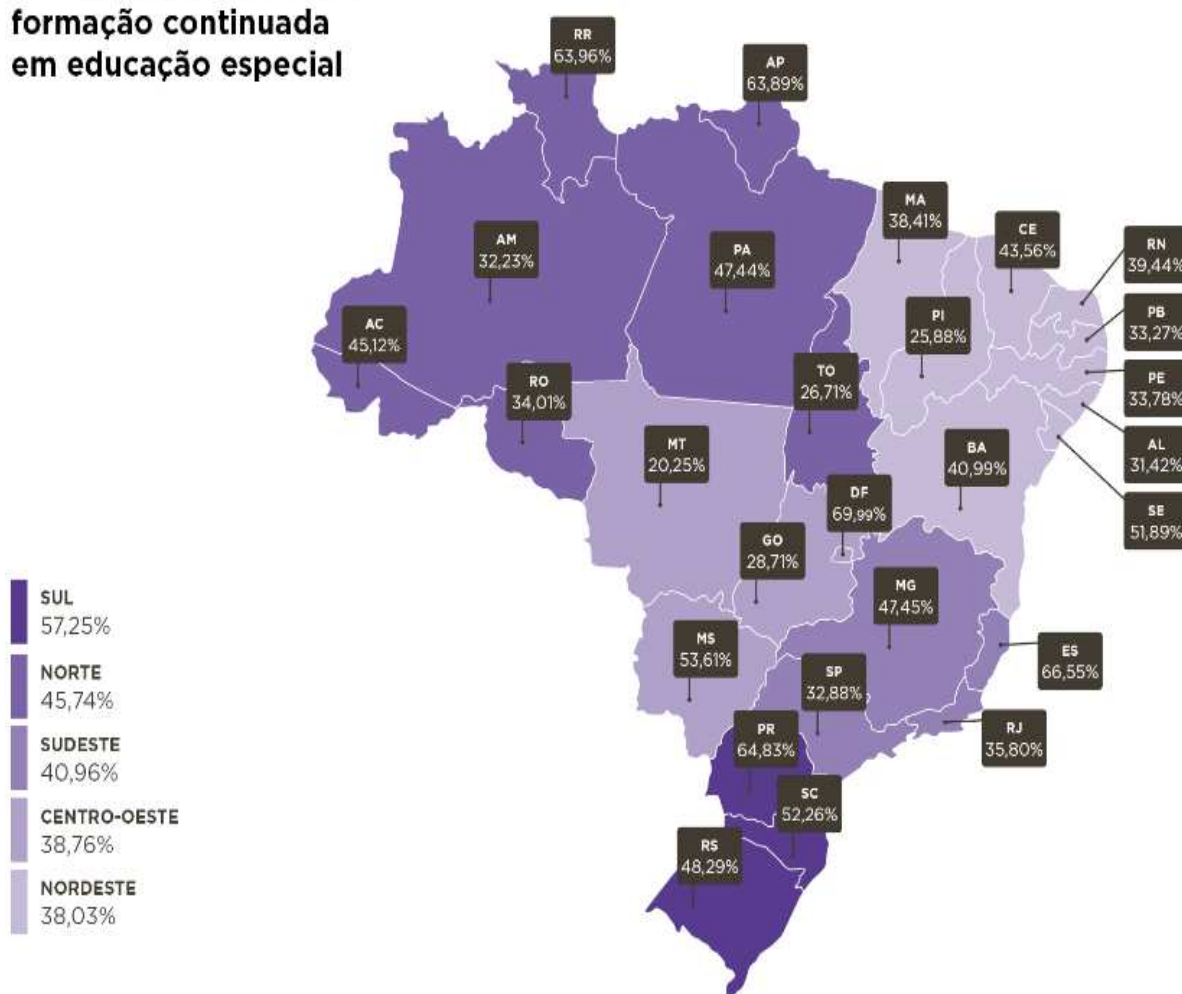 formação continuada
em educação especial
RR
63,96%
AP
63,89%
MA
38,41%
CE
43,56%
RN
39,44%
AM
32,23%
PA
47,44%
PI
25,88%
PB
33,27%
AC
45,12%
RO
34,01%
TO
26,71%
PE
33,78%
MT
20,25%
BA
40,99%
AL
31,42%
DF
69,99%
SE
51,89%
GO
28,71%
MG
47,45%
MS
53,61%
SP
32,88%
ES
66,55%
RJ
35,80%
PR
64,83%
SC
52,26%
RS
48,29%
SUL
57,25%
NORTE
45,74%
SUDESTE
40,96%
CENTRO-OESTE
38,76%
NORDESTE
38,03%